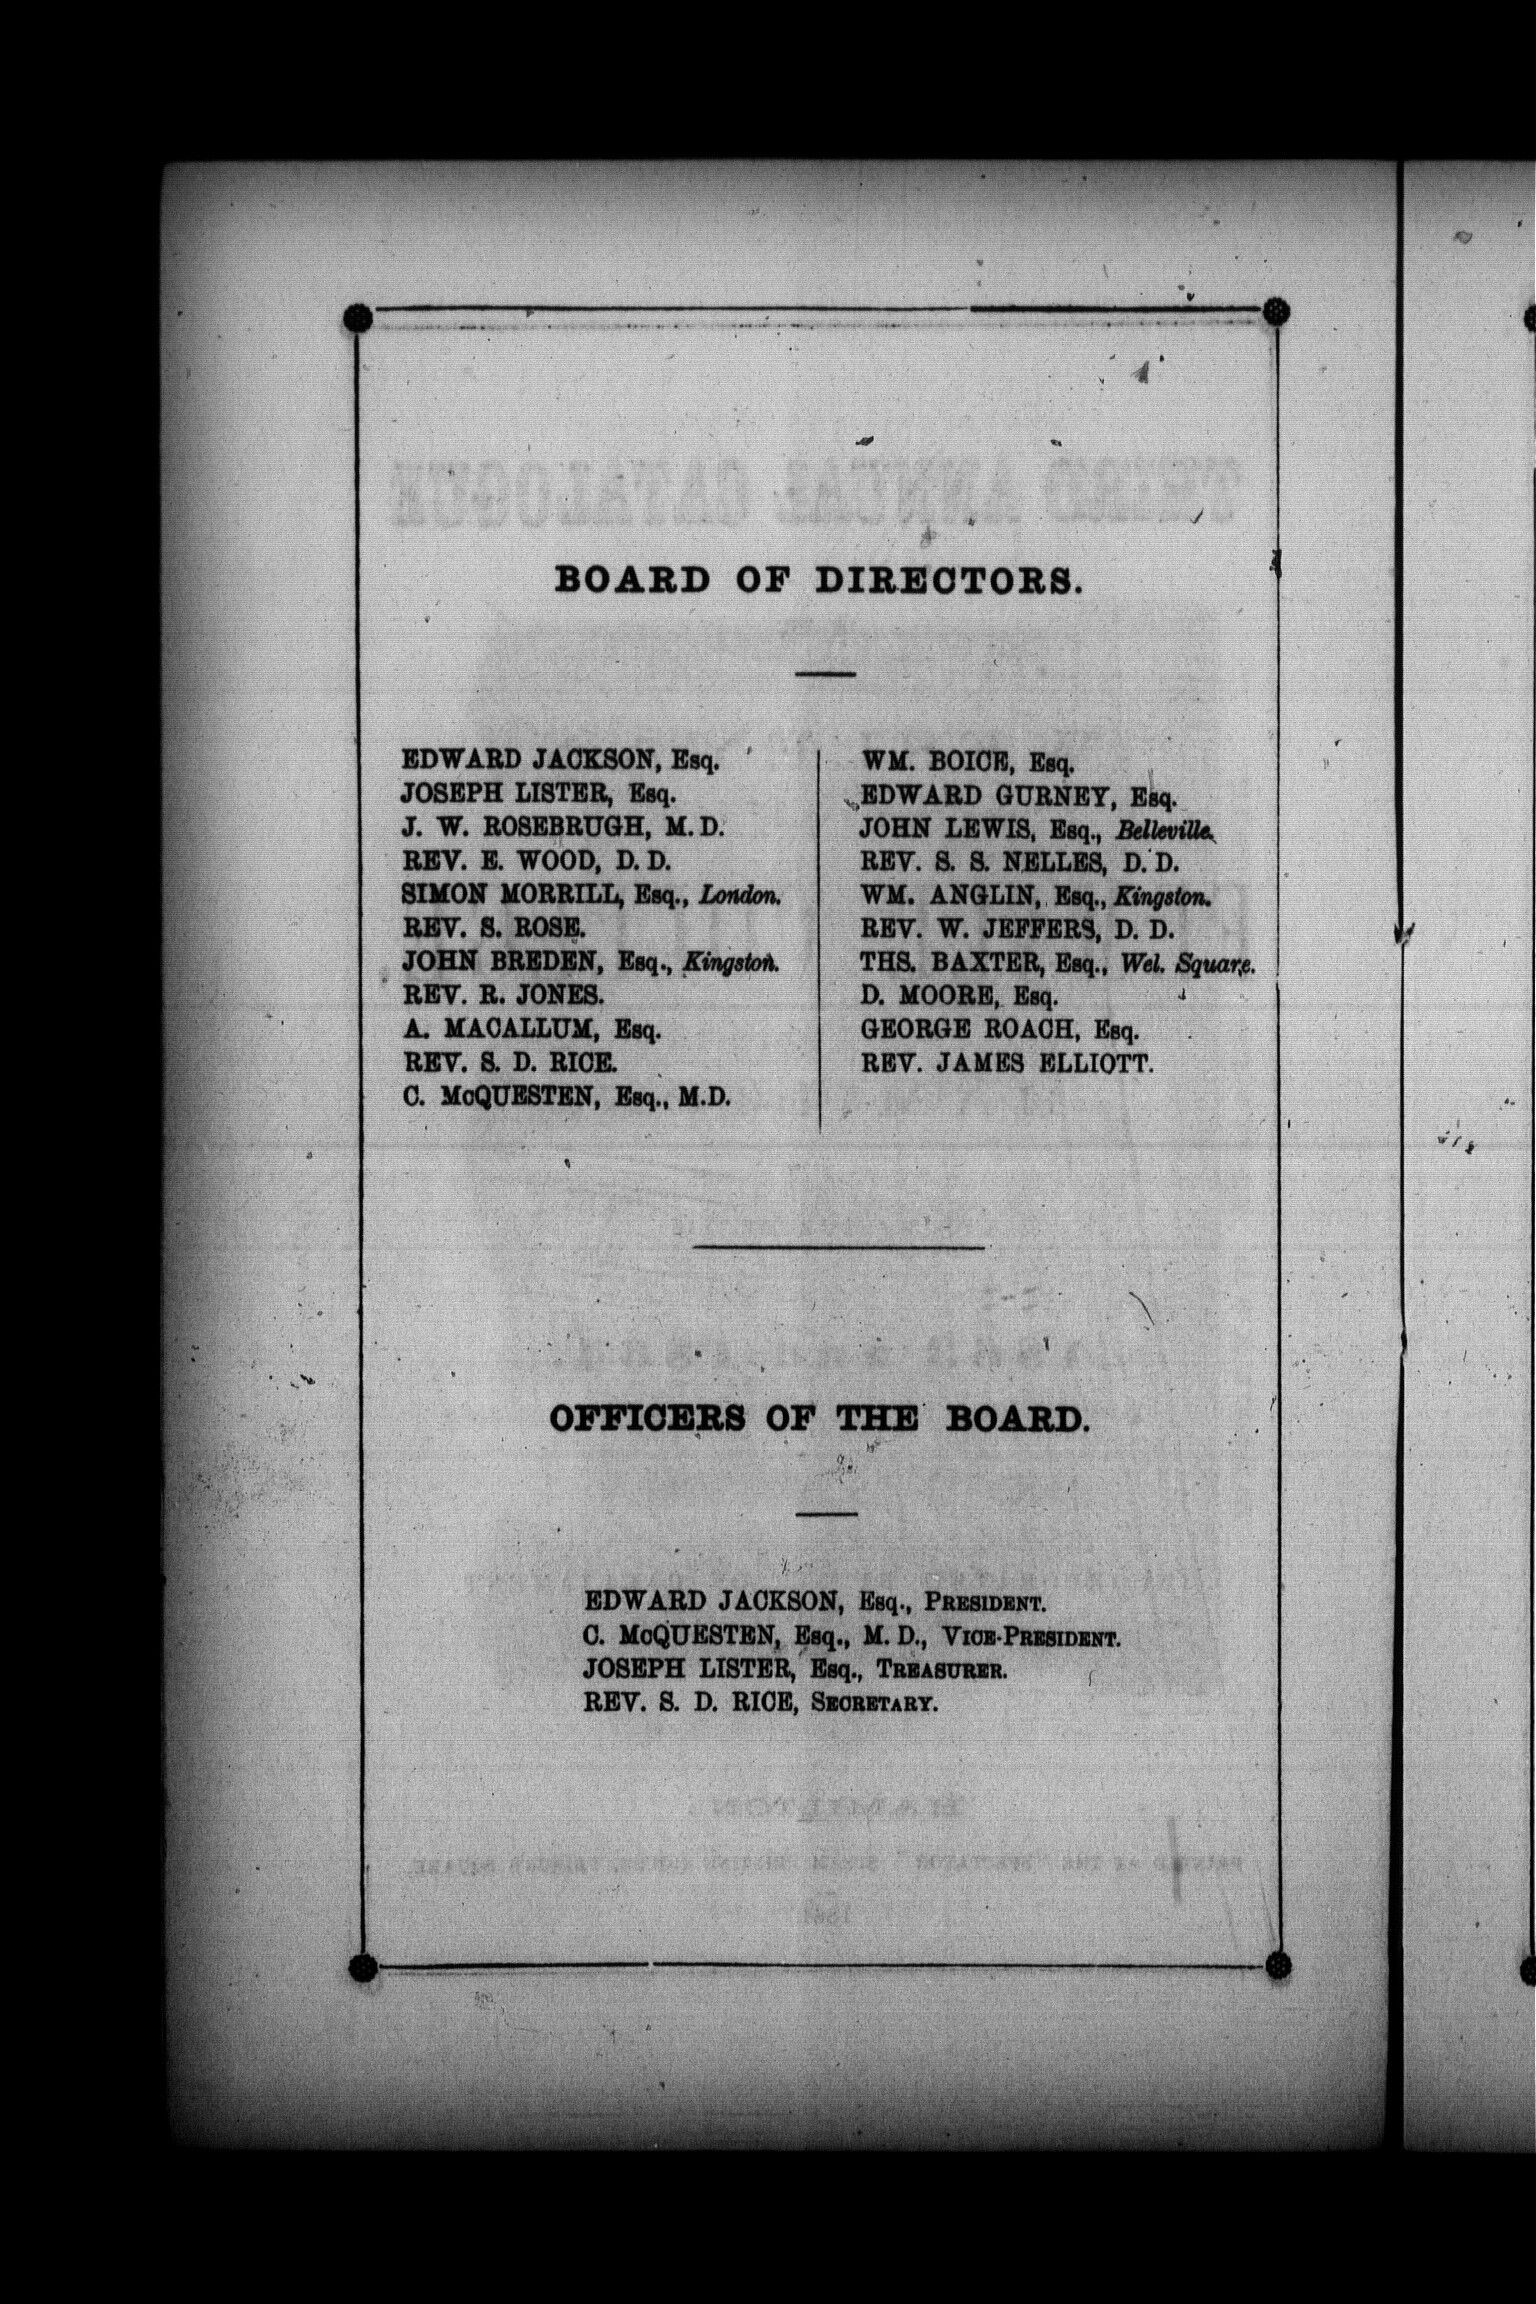 BOARD OF DIRECTORS.
EDWARD JACKSON, Esq.
JOSEPH LISTER, Esq.
J. W. ROSEBRUGH, M. D.
REV. E. WOOD, D. D.
SIMON MORRILL, Esq., London.
REV. S. ROSE.
JOHN BREDEN, Esq., Kingston.
REV. R. JONES.
A. MACALLUM, Esq.
REV. S. D. RICE.
C. McQUESTEN, Esq., M.D.
WM. BOICE, Esq.
EDWARD GURNEY, Esq.
JOHN LEWIS, Esq., Belleville.
REV. S. S. NELLES, D. D.
WM. ANGLIN, Esq., Kingston.
REV. W. JEFFERS, D. D.
THS. BAXTER, Esq., Wel. Square.
D. MOORE, Esq.
GEORGE ROACH, Esq.
REV. JAMES ELLIOTT.
OFFICERS OF THE BOARD.
EDWARD JACKSON, Esq., PRESIDENT.
C. McQUESTEN, Esq., M. D., VICE-PRESIDENT.
JOSEPH LISTER, Esq., TREASURER.
REV. S. D. RICE, SECRETARY.